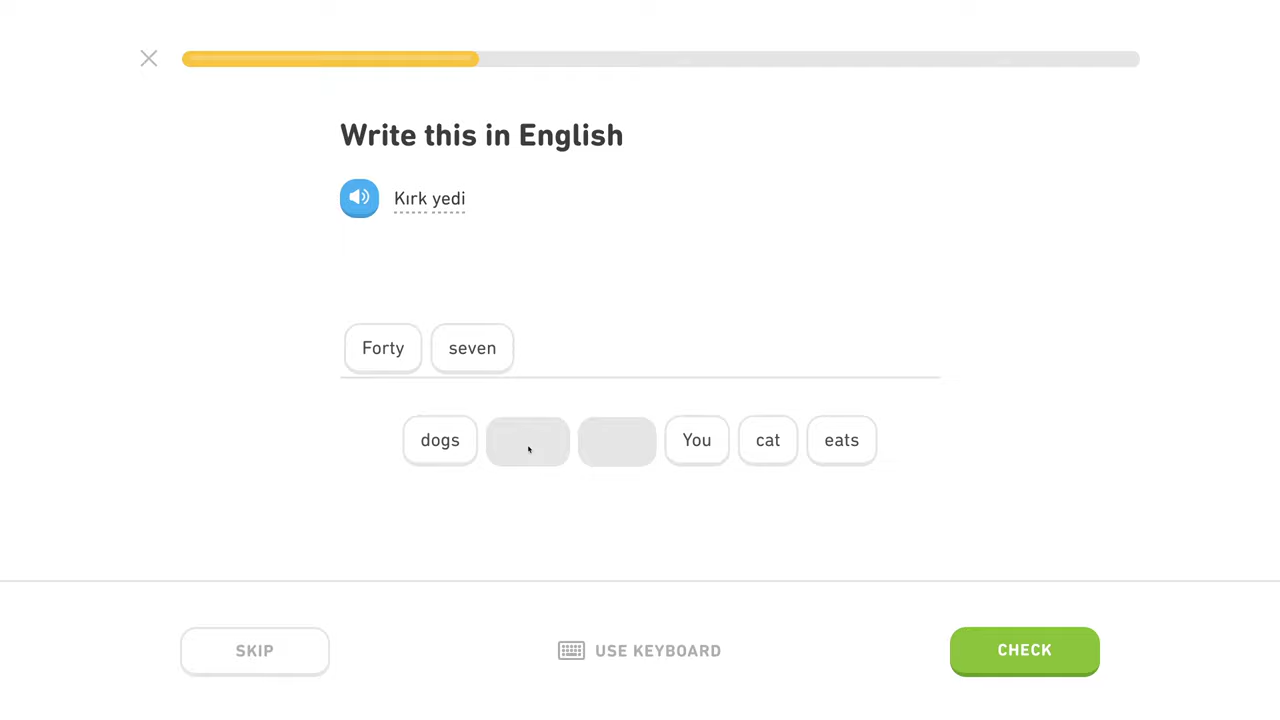 Write this in English
Kırk yedi
Forty seven
dogs You cat eats
SKIP USE KEYBOARD CHECK